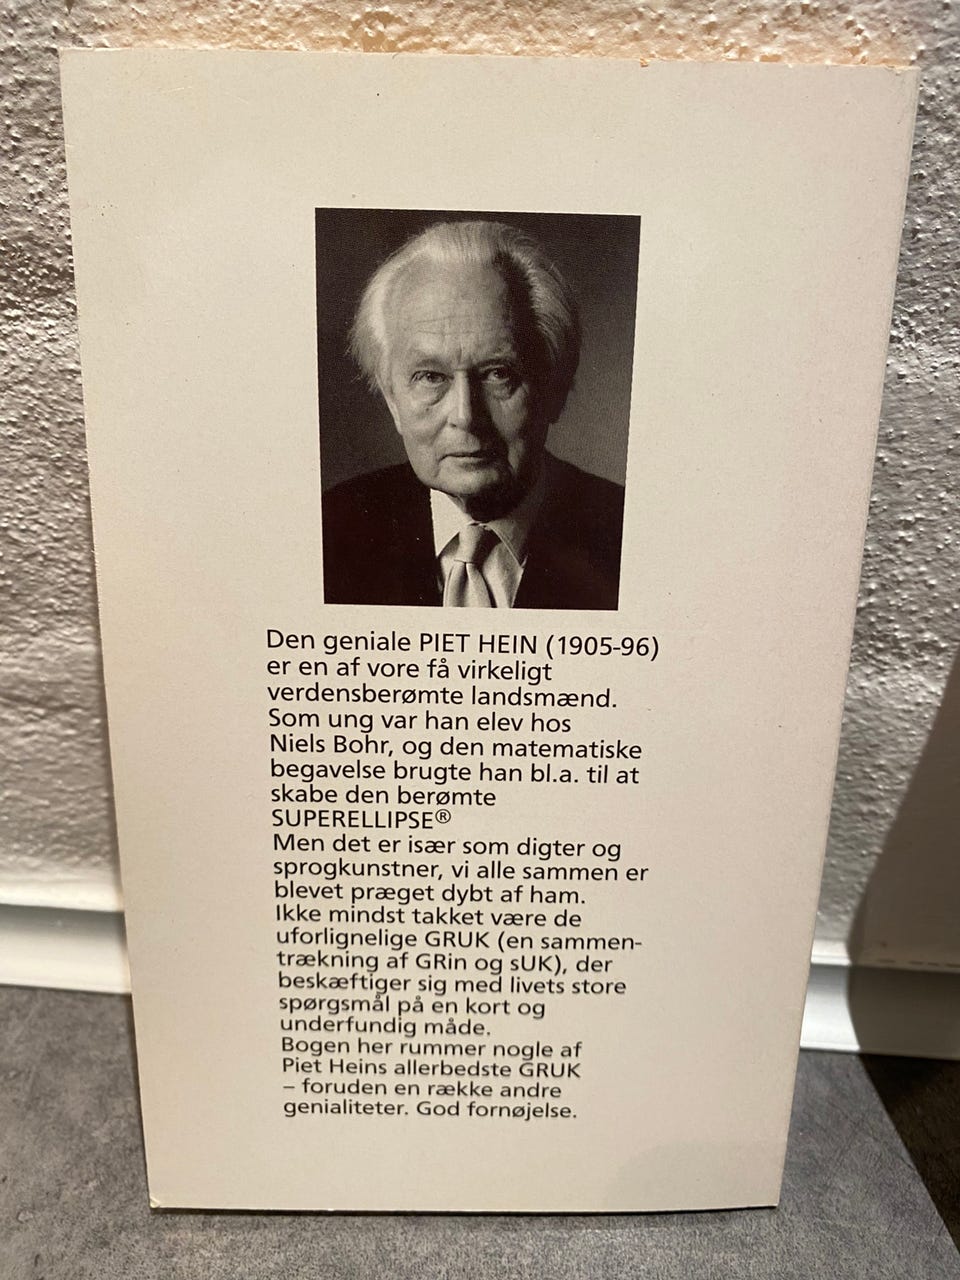 Den geniale PIET HEIN (1905-96)
er en af vore få virkeligt
verdensberømte landsmænd.
Som ung var han elev hos
Niels Bohr, og den matematiske
begavelse brugte han bl.a. til at
skabe den berømte
SUPERELLIPSE®
Men det er især som digter og
sprogkunstner, vi alle sammen er
blevet præget dybt af ham.
Ikke mindst takket være de
uforlignelige GRUK (en sammen-
trækning af GRin og sUK), der
beskæftiger sig med livets store
spørgsmål på en kort og
underfundig måde.
Bogen her rummer nogle af
Piet Heins allerbedste GRUK
– foruden en række andre
genialiteter. God fornøjelse.